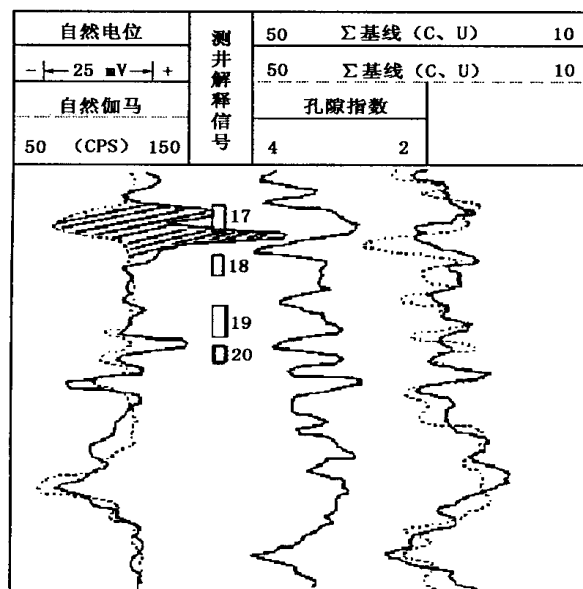 自然电位
- 25 mV +
自然伽马
50 (CPS) 150
测井解释信号
50 Σ基线(C、U) 10
50 Σ基线(C、U) 10
孔隙指数
4 2
17
18
19
20